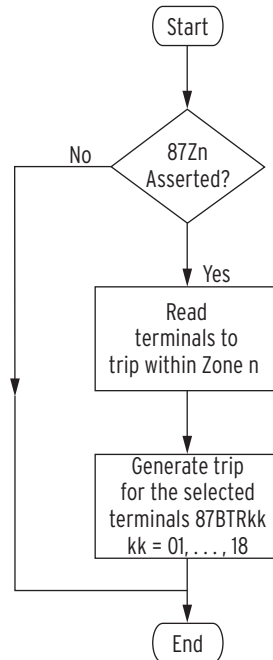 Start
87Zn
Asserted?
No
Yes
Read
terminals to
trip within Zone n
Generate trip
for the selected
terminals 87BTRkk
kk = 01, . . . , 18
End